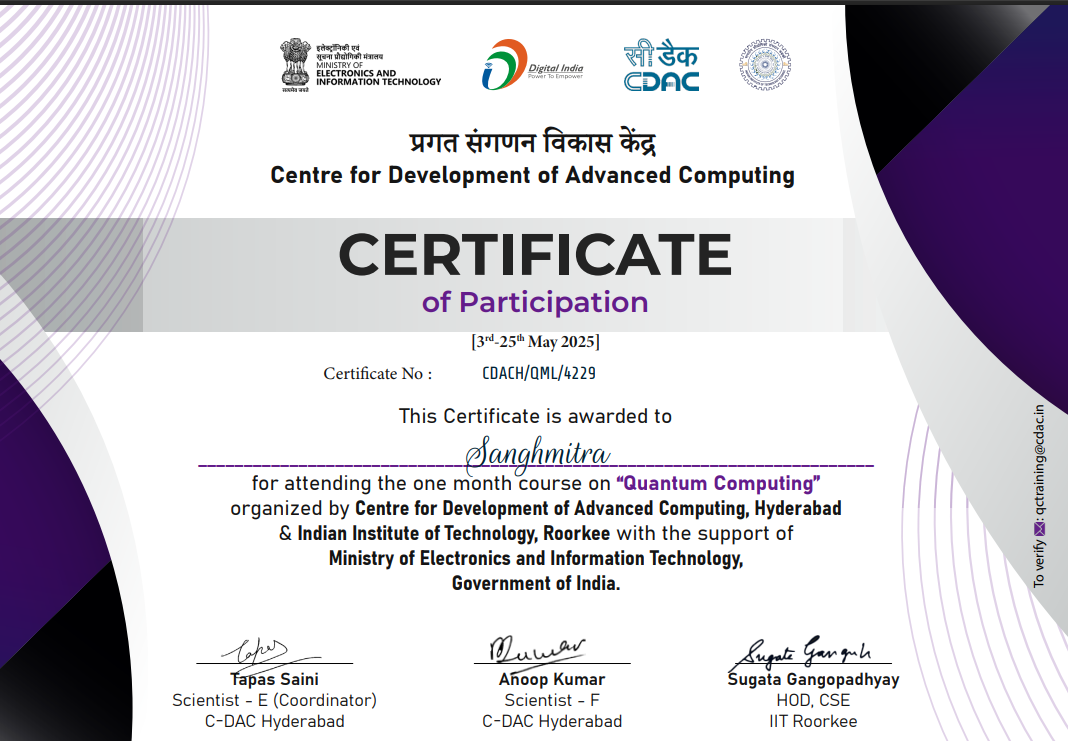 इलेक्ट्रॉनिकी एवं
सूचना प्रौद्योगिकी मंत्रालय
MINISTRY OF
ELECTRONICS AND
INFORMATION TECHNOLOGY
सत्यमेव जयते
Digital India
Power To Empower
सी डैक
CDAC
प्रगत संगणन विकास केंद्र
Centre for Development of Advanced Computing
CERTIFICATE
of Participation
[3rd-25th May 2025]
Certificate No : CDACH/QML/4229
This Certificate is awarded to
Sanghmitra
for attending the one month course on “Quantum Computing”
organized by Centre for Development of Advanced Computing, Hyderabad
& Indian Institute of Technology, Roorkee with the support of
Ministry of Electronics and Information Technology,
Government of India.
To verify ✉: qctraining@cdac.in
Tapas Saini
Scientist - E (Coordinator)
C-DAC Hyderabad
Anoop Kumar
Scientist - F
C-DAC Hyderabad
Sugata Gangopadhyay
HOD, CSE
IIT Roorkee